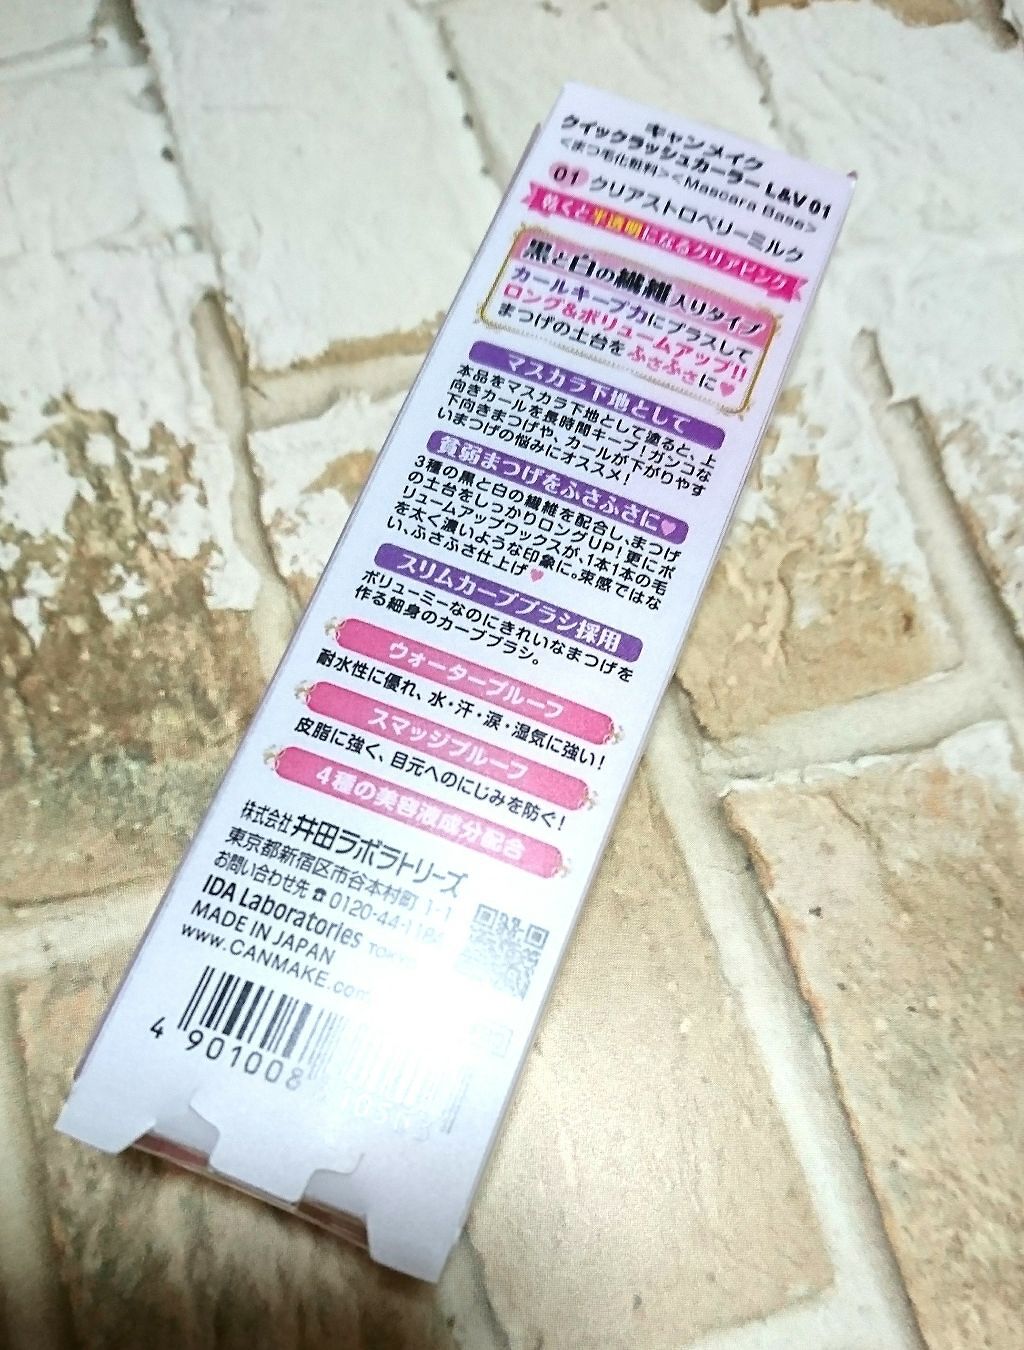 キャンメイク
クイックラッシュカーラー L&V 01
<まつ毛化粧料><Mascara Base>
01 クリアストロベリーミルク
乾くと半透明になるクリアピンク
黒と白の繊維入りタイプ
カールキープ力にプラスして
ロング&ボリュームアップ!!
まつげの土台をふさふさに♥
マスカラ下地として
本品をマスカラ下地として塗ると、上
向きカールを長時間キープ!ガンコな
下向きまつげや、カールが下がりやす
いまつげの悩みにオススメ!
貧弱まつげをふさふさに♥
3種の黒と白の繊維を配合し、まつげ
の土台をしっかりロングUP!更にボ
リュームアップワックスが、1本1本の毛
を太く濃いような印象に。束感ではな
い、ふさふさ仕上げ♥
スリムカーブブラシ採用
ボリューミーなのにきれいなまつげを
作る細身のカーブブラシ。
ウォータープルーフ
耐水性に優れ、水・汗・涙・湿気に強い!
スマッジプルーフ
皮脂に強く、目元へのにじみを防ぐ!
4種の美容液成分配合
株式会社井田ラボラトリーズ
東京都新宿区市谷本村町 1-1
お問い合わせ先 ☎ 0120-44-1184
IDA Laboratories TOKYO
MADE IN JAPAN
www.CANMAKE.com
4 901008